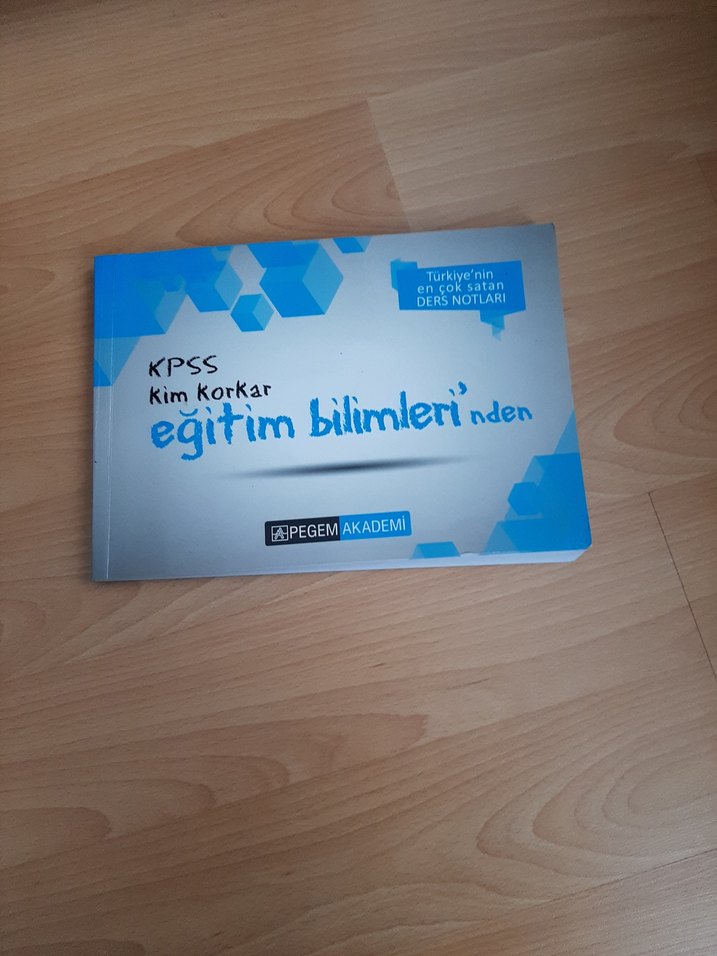 Türkiye'nin
en çok satan
DERS NOTLARI
KPSS
Kim Korkar
eğitim bilimleri'nden
PEGEM AKADEMİ